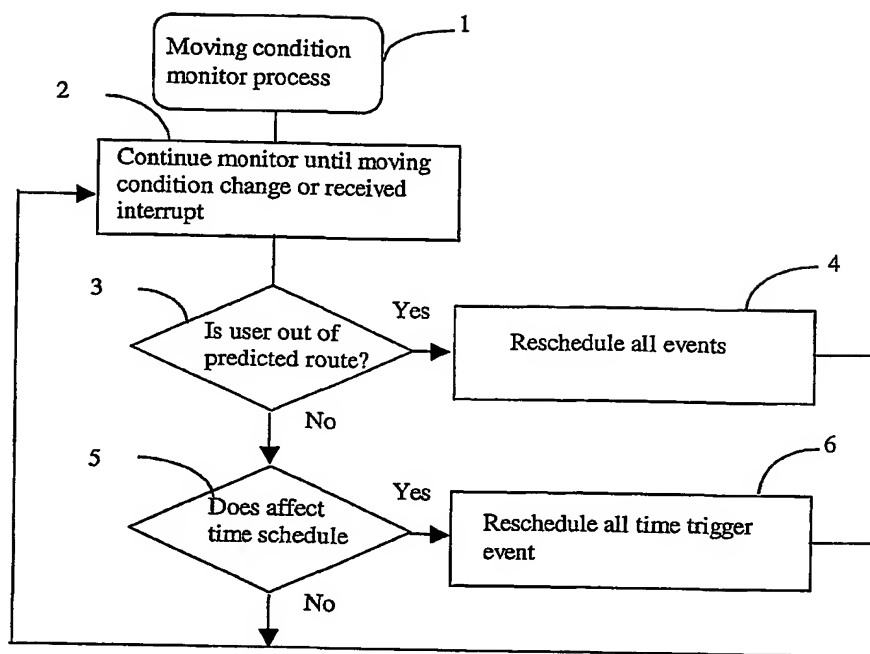 1
Moving condition
monitor process
2
Continue monitor until moving
condition change or received
interrupt
3
Is user out of
predicted route?
Yes
4
Reschedule all events
No
5
Does affect
time schedule
Yes
6
Reschedule all time trigger
event
No